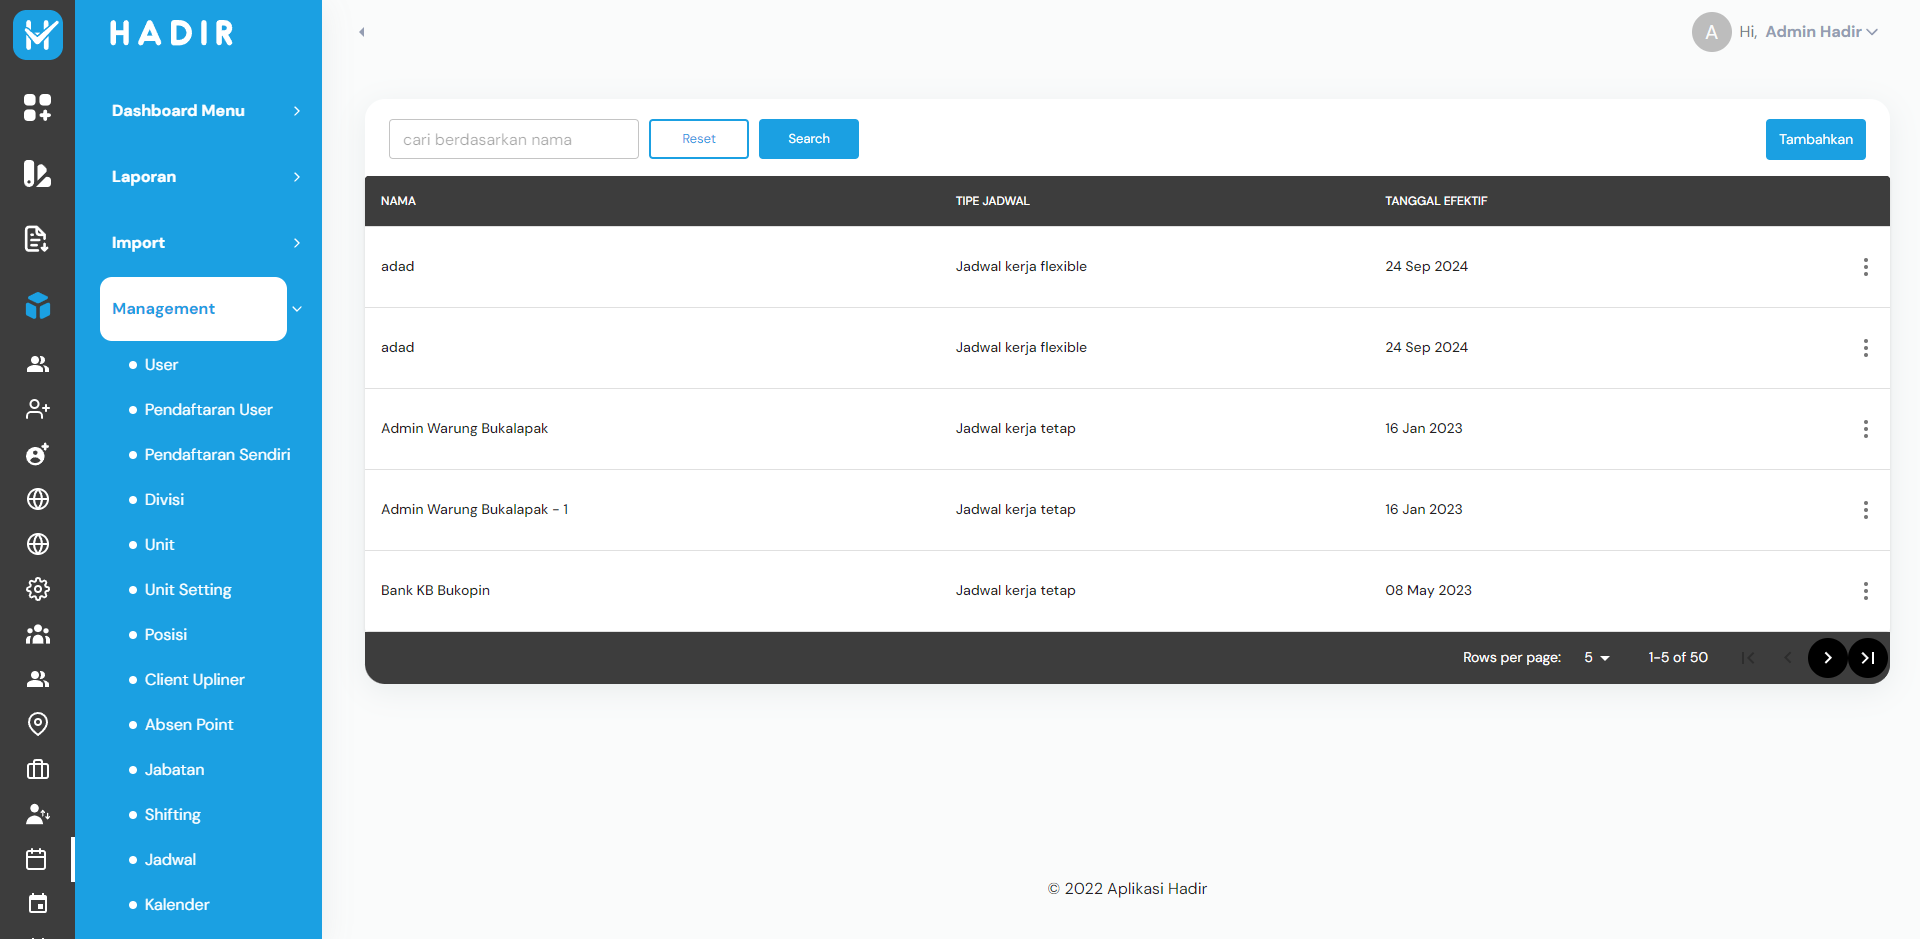 HADIR
Dashboard Menu
Laporan
Import
Management
User
Pendaftaran User
Pendaftaran Sendiri
Divisi
Unit
Unit Setting
Posisi
Client Upliner
Absen Point
Jabatan
Shifting
Jadwal
Kalender
A Hi, Admin Hadir
cari berdasarkan nama Reset Search Tambahkan
NAMA TIPE JADWAL TANGGAL EFEKTIF
adad Jadwal kerja flexible 24 Sep 2024
adad Jadwal kerja flexible 24 Sep 2024
Admin Warung Bukalapak Jadwal kerja tetap 16 Jan 2023
Admin Warung Bukalapak - 1 Jadwal kerja tetap 16 Jan 2023
Bank KB Bukopin Jadwal kerja tetap 08 May 2023
Rows per page: 5 1-5 of 50
© 2022 Aplikasi Hadir